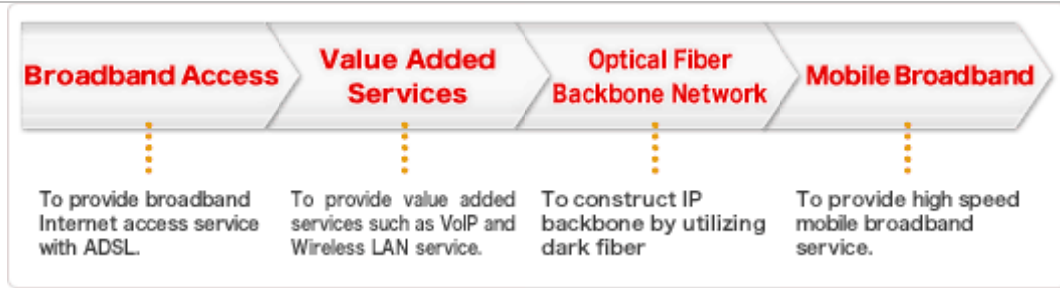 Broadband Access
Value Added
Services
Optical Fiber
Backbone Network
Mobile Broadband
To provide broadband
Internet access service
with ADSL.
To provide value added
services such as VoIP and
Wireless LAN service.
To construct IP
backbone by utilizing
dark fiber
To provide high speed
mobile broadband
service.